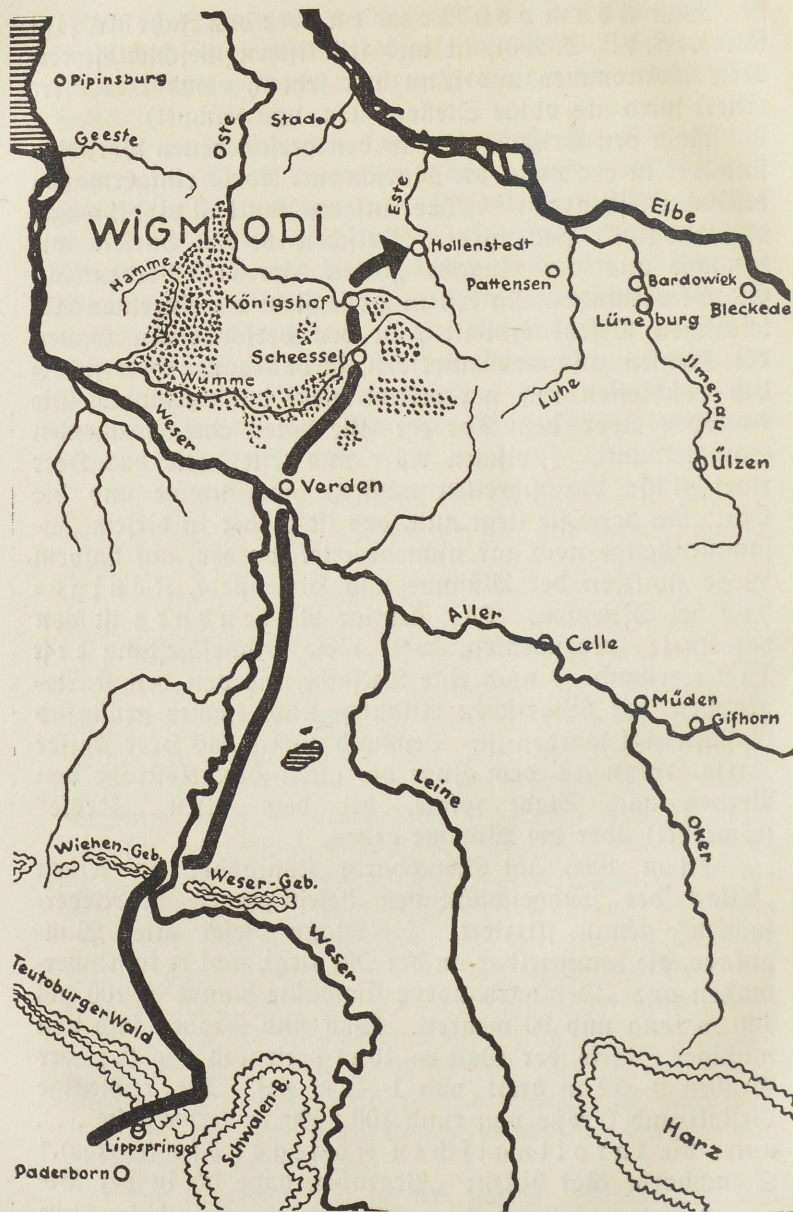 Pipinsburg
Geeste
Oste
Stade
Este
Elbe
WIGMODI
Hollenstedt
Hamme
Königshof
Pattensen
Bardowiek
Bleckede
Lüneburg
Scheessel
Wümme
Luhe
Ilmenau
Weser
Ülzen
Verden
Aller
Celle
Müden
Gifhorn
Leine
Oker
Wiehen-Geb.
Weser-Geb.
Weser
Teutoburger Wald
Schwalen-B.
Harz
Lippspringe
Paderborn